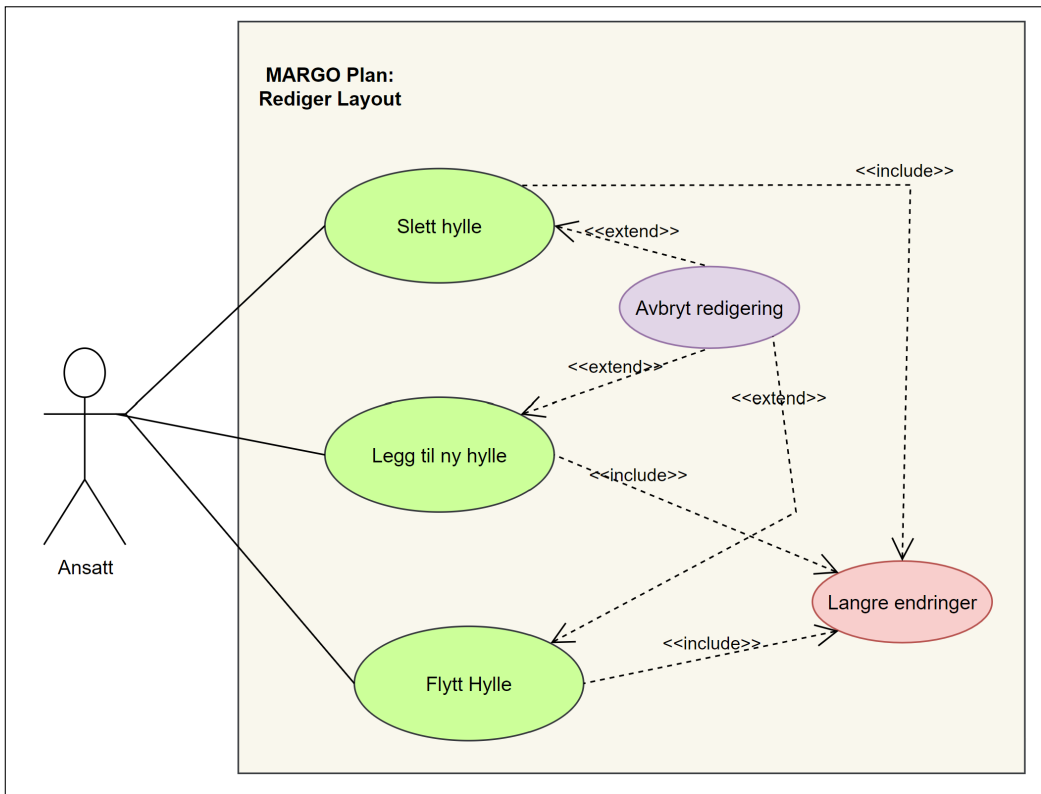 MARGO Plan:
Rediger Layout
<<include>>
Slett hylle
<<extend>>
Avbryt redigering
<<extend>>
<<extend>>
Legg til ny hylle
<<include>>
Ansatt
Langre endringer
<<include>>
Flytt Hylle